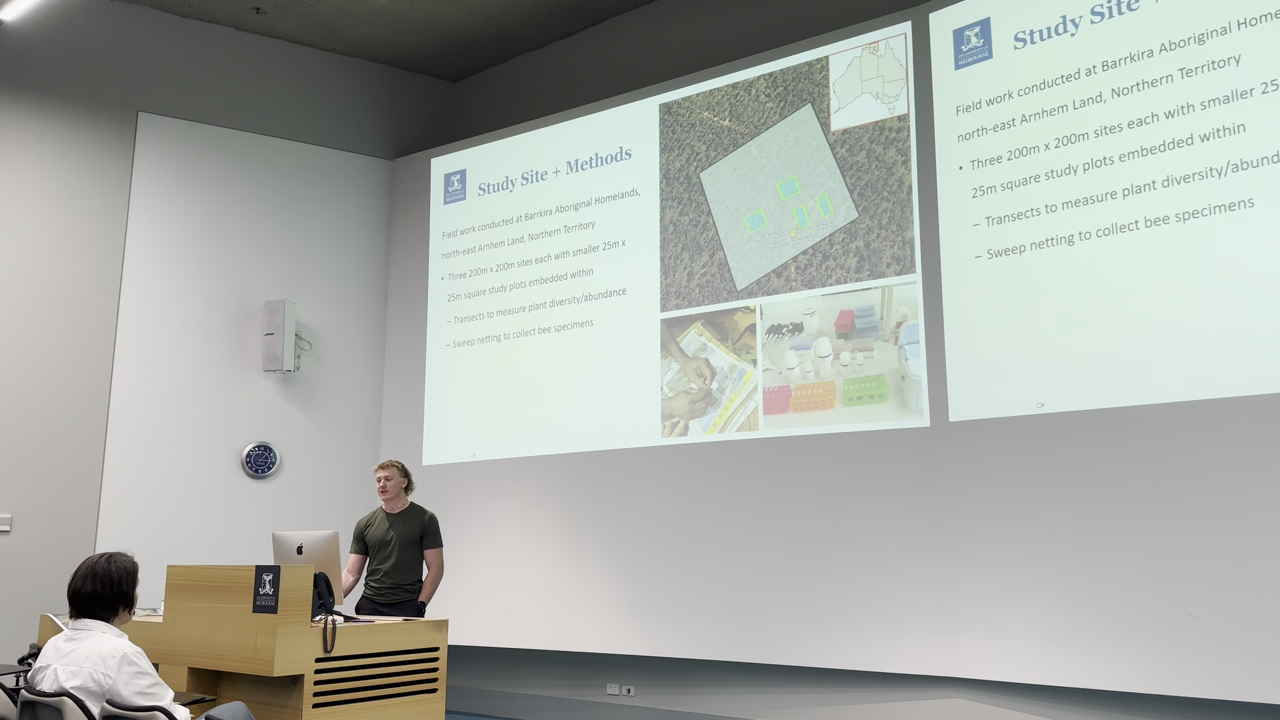 Study Site + Methods
Field work conducted at Barrkira Aboriginal Homelands,
north-east Arnhem Land, Northern Territory
• Three 200m x 200m sites each with smaller 25m x
25m square study plots embedded within
– Transects to measure plant diversity/abundance
– Sweep netting to collect bee specimens
MELBOURNE
Study Site
Field work conducted at Barrkira Aboriginal Home
north-east Arnhem Land, Northern Territory
• Three 200m x 200m sites each with smaller 25
25m square study plots embedded within
– Transects to measure plant diversity/abund
– Sweep netting to collect bee specimens
MELBOURNE